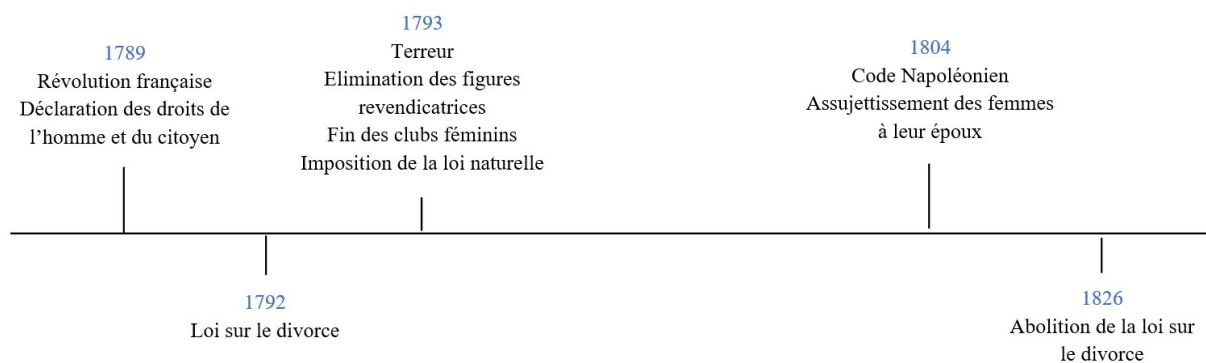 1789
Révolution française
Déclaration des droits de
l’homme et du citoyen
1792
Loi sur le divorce
1793
Terreur
Elimination des figures
revendicatrices
Fin des clubs féminins
Imposition de la loi naturelle
1804
Code Napoléonien
Assujettissement des femmes
à leur époux
1826
Abolition de la loi sur
le divorce